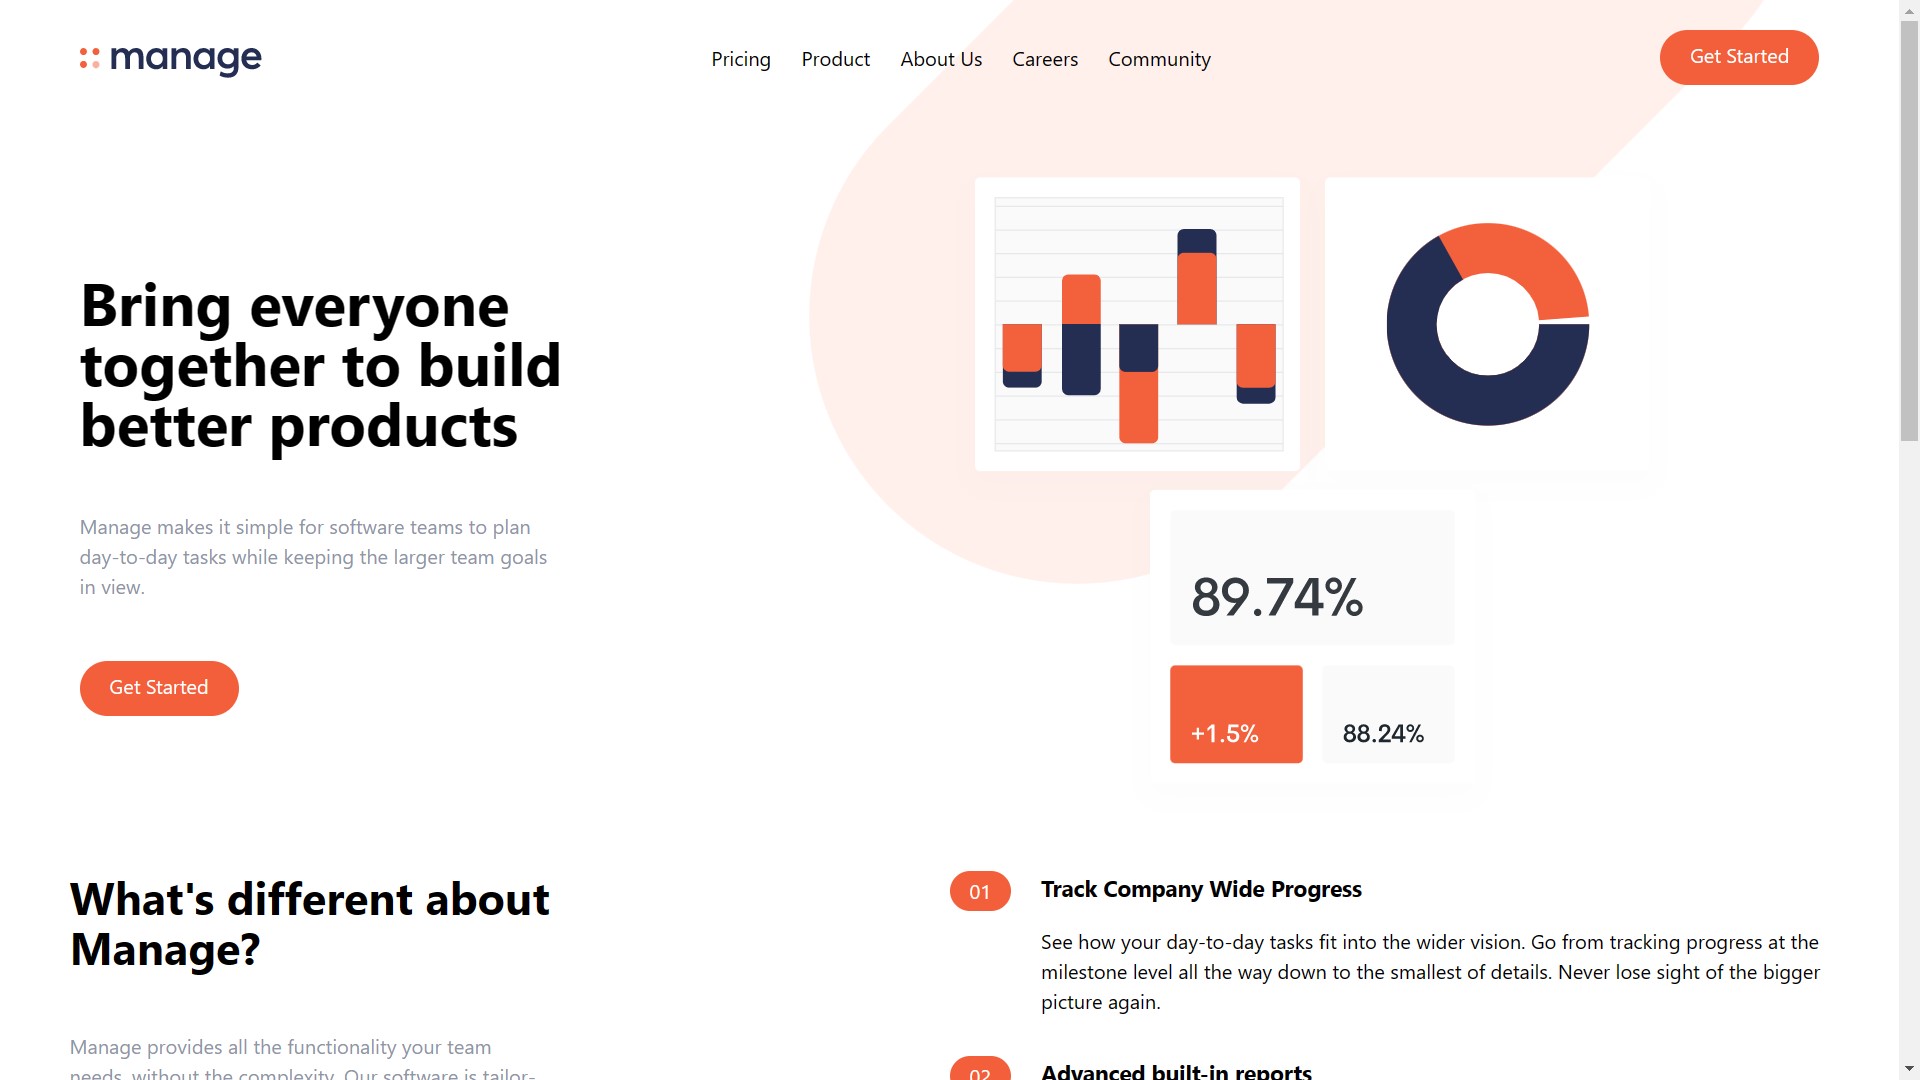 manage
Pricing
Product
About Us
Careers
Community
Get Started
Bring everyone
together to build
better products
Manage makes it simple for software teams to plan
day-to-day tasks while keeping the larger team goals
in view.
Get Started
89.74%
+1.5%
88.24%
What's different about
Manage?
Manage provides all the functionality your team
needs, without the complexity. Our software is tailor-
01
Track Company Wide Progress
See how your day-to-day tasks fit into the wider vision. Go from tracking progress at the
milestone level all the way down to the smallest of details. Never lose sight of the bigger
picture again.
02
Advanced built-in reports